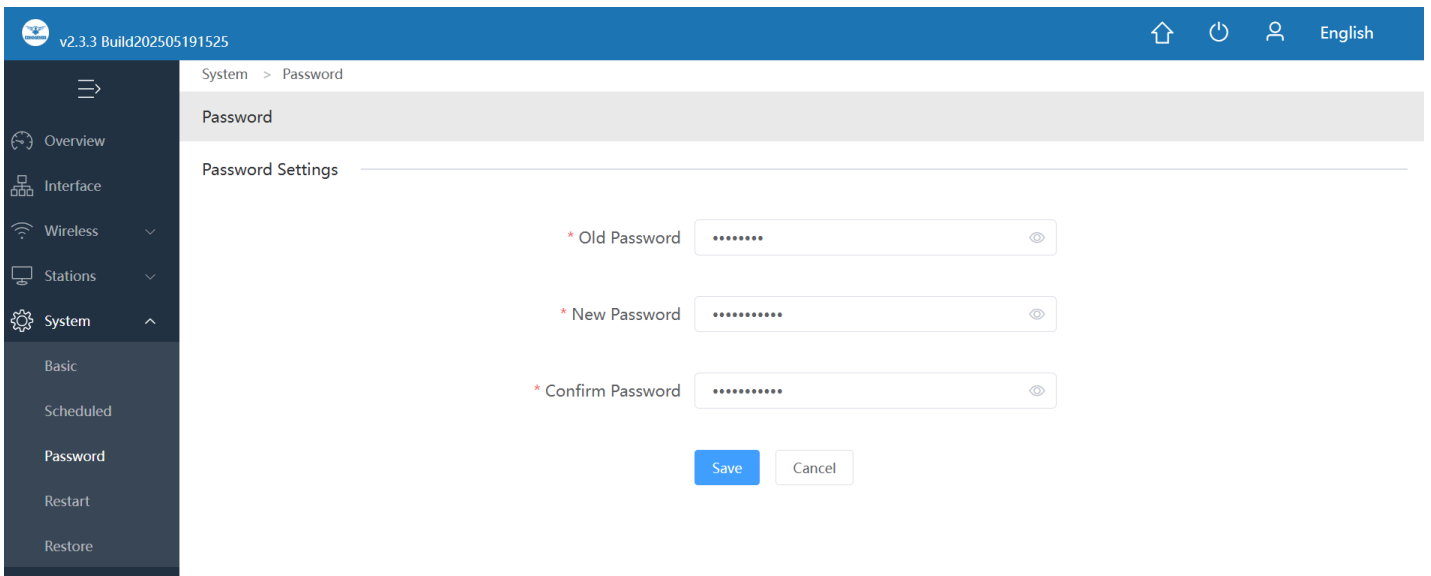 v2.3.3 Build202505191525
English
System > Password
Password
Overview
Password Settings
Interface
Wireless
* Old Password ••••••••
Stations
* New Password •••••••••••
System
Basic
* Confirm Password •••••••••••
Scheduled
Password
Save Cancel
Restart
Restore